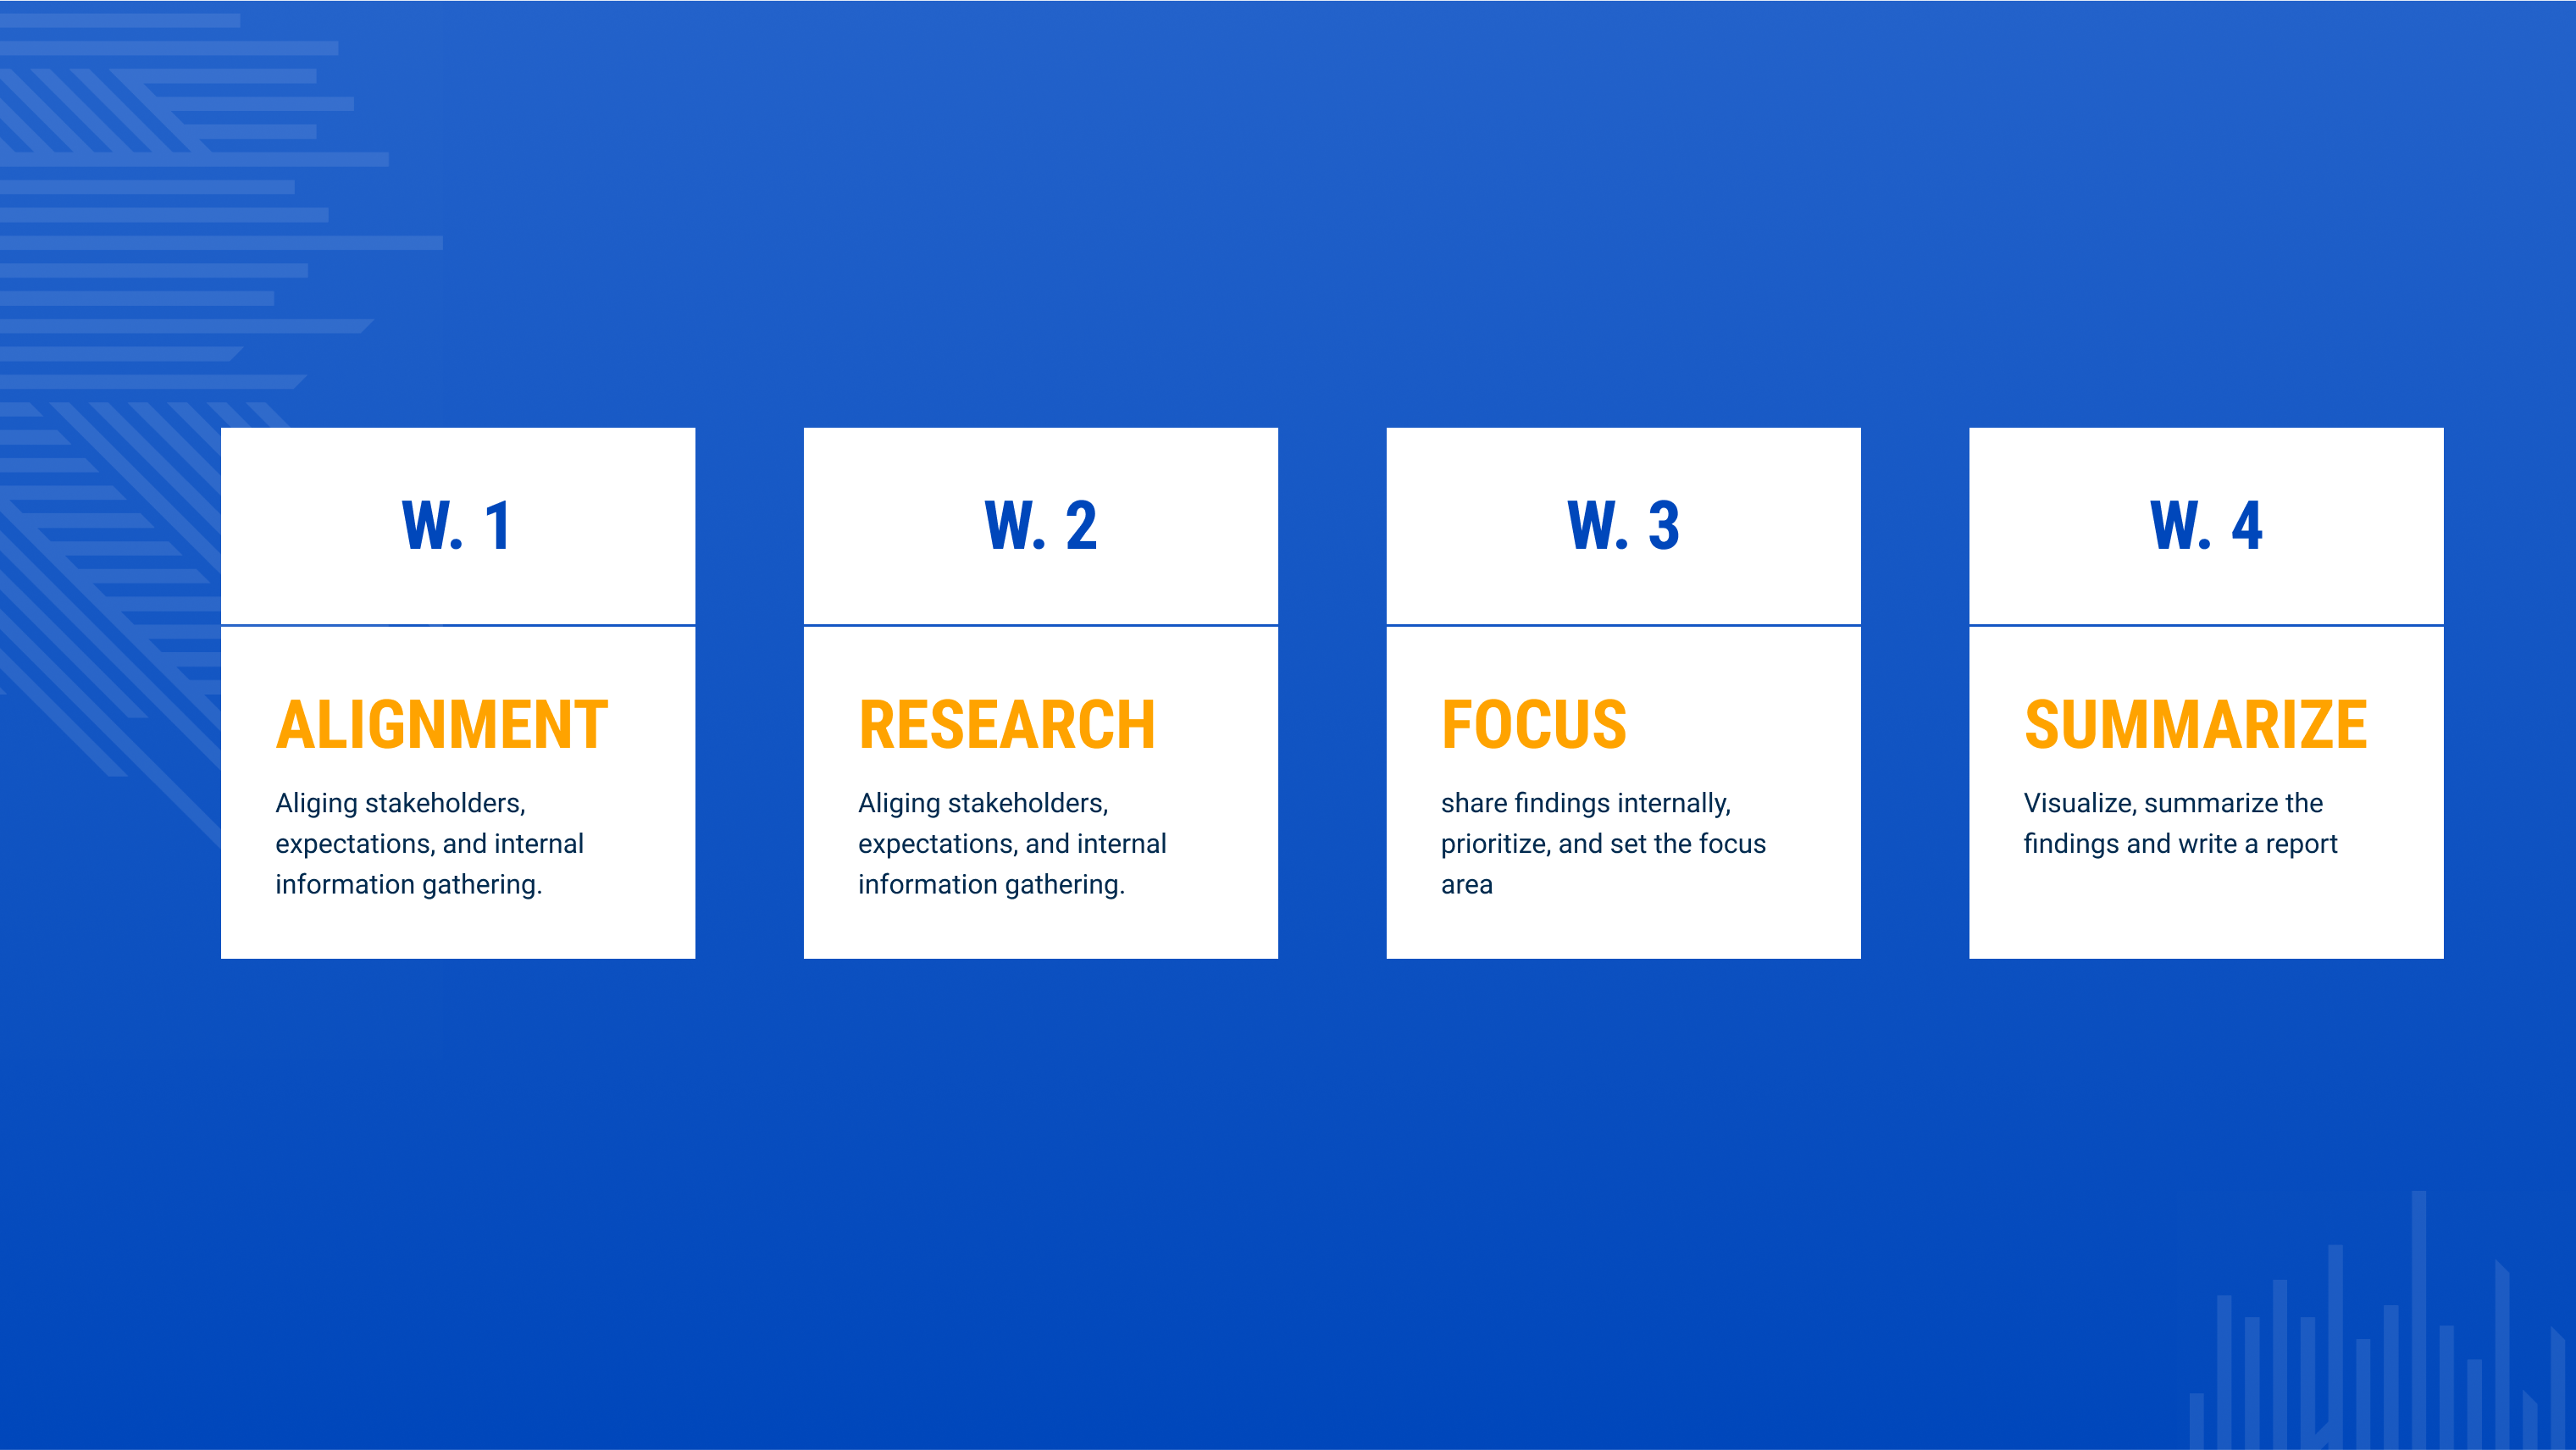 W. 1
ALIGNMENT
Aliging stakeholders,
expectations, and internal
information gathering.
W. 2
RESEARCH
Aliging stakeholders,
expectations, and internal
information gathering.
W. 3
FOCUS
share findings internally,
prioritize, and set the focus
area
W. 4
SUMMARIZE
Visualize, summarize the
findings and write a report